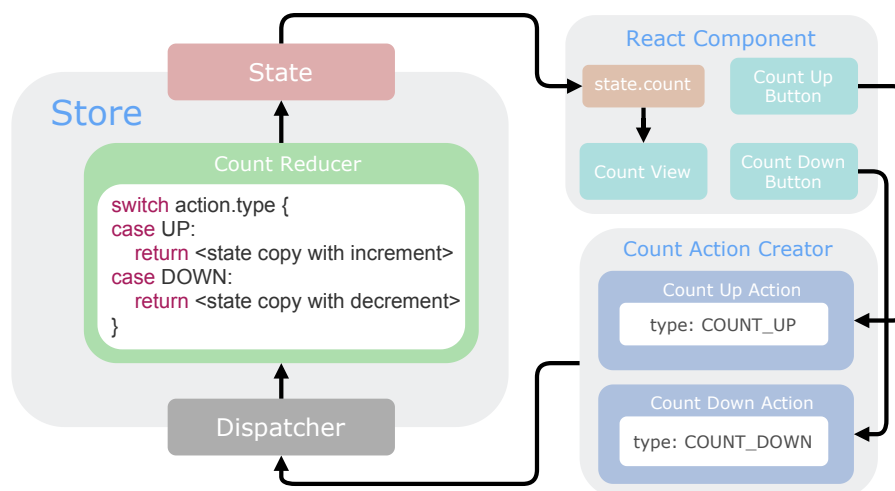 State
Store
Count Reducer
switch action.type {
case UP:
return <state copy with increment>
case DOWN:
return <state copy with decrement>
}
Dispatcher
React Component
state.count
Count Up
Button
Count View
Count Down
Button
Count Action Creator
Count Up Action
type: COUNT_UP
Count Down Action
type: COUNT_DOWN